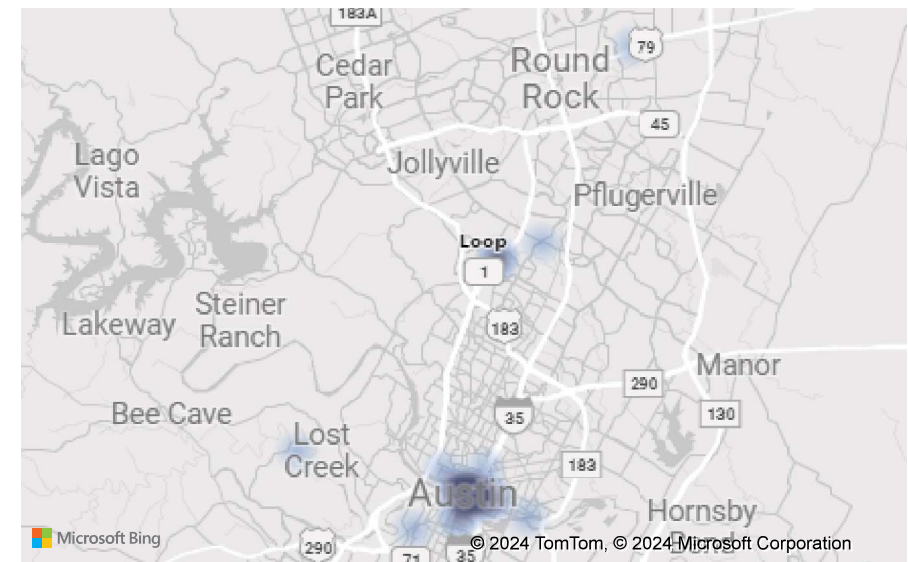 183A
Cedar
Park
Round
Rock
79
45
Lago
Vista
Jollyville
Pflugerville
Loop
1
Steiner
Ranch
Lakeway
183
Manor
290
130
35
Bee Cave
Lost
Creek
183
Austin
Hornsby
Bend
Microsoft Bing
290
71
35
© 2024 TomTom, © 2024 Microsoft Corporation